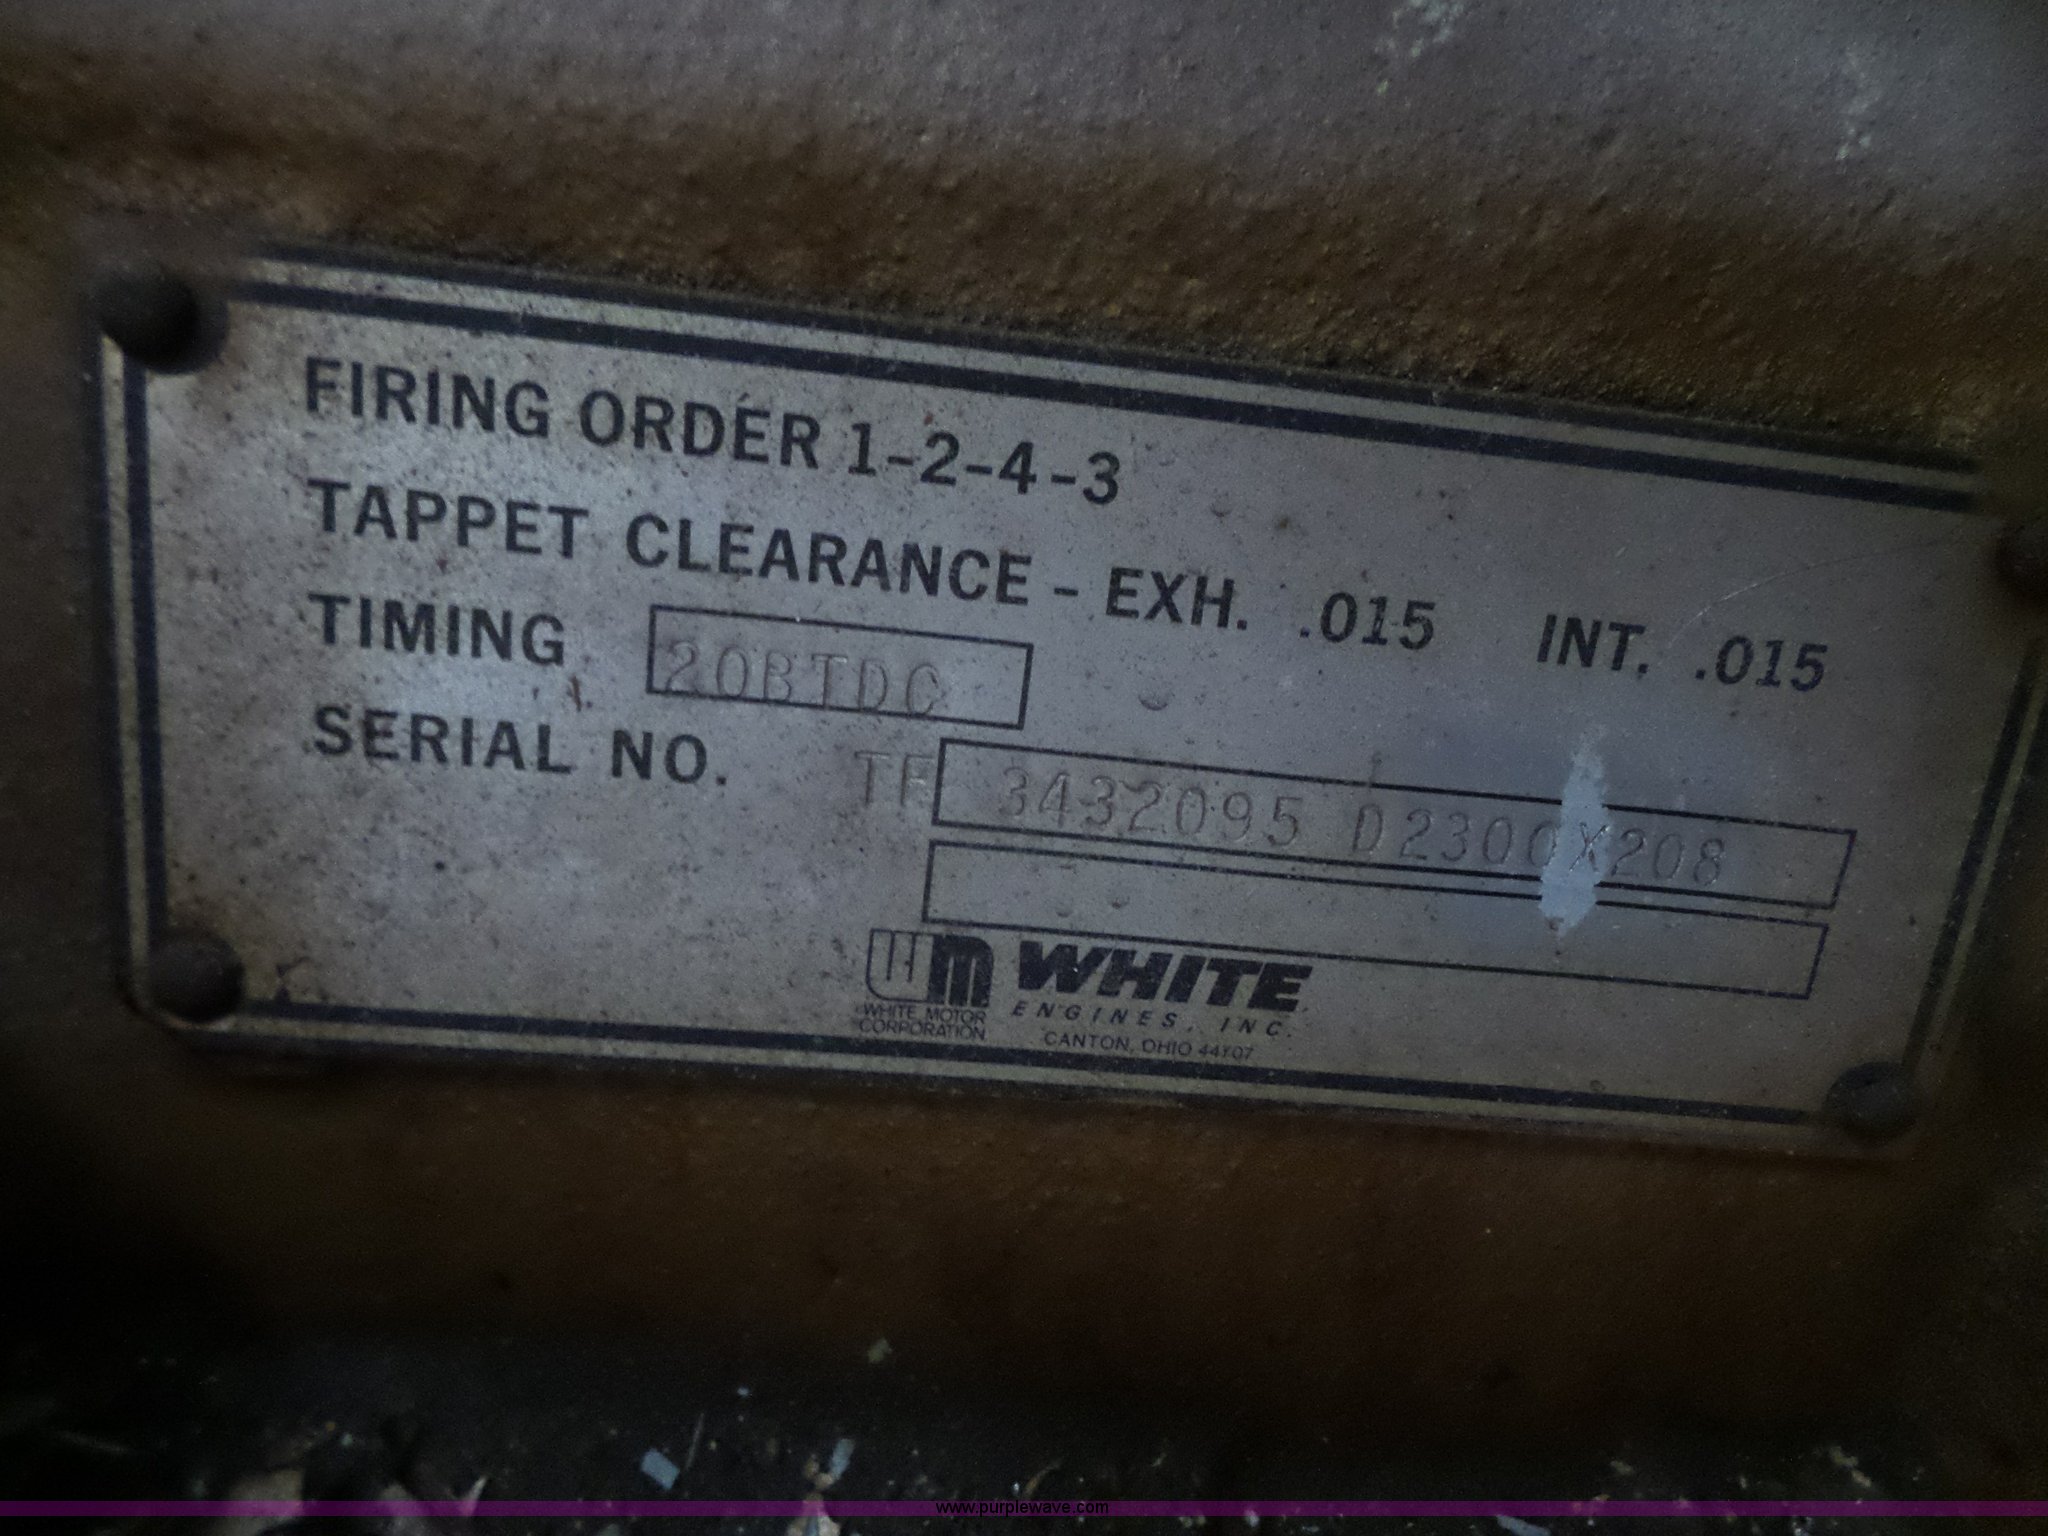 FIRING ORDER 1-2-4-3
TAPPET CLEARANCE - EXH. .015 INT. .015
TIMING 20BTDC
SERIAL NO. TF 3432095 D2300X208
WM WHITE
WHITE MOTOR ENGINES, INC.
CORPORATION CANTON, OHIO 44107
www.purplewave.com